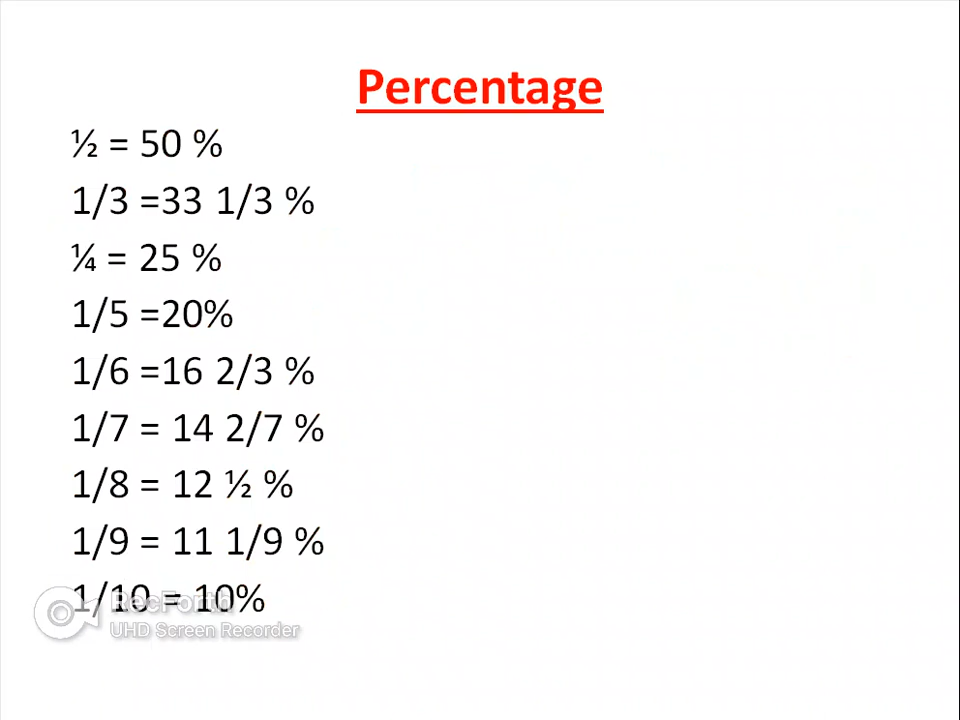 Percentage
½ = 50 %
1/3 =33 1/3 %
¼ = 25 %
1/5 =20%
1/6 =16 2/3 %
1/7 = 14 2/7 %
1/8 = 12 ½ %
1/9 = 11 1/9 %
1/10 = 10%
RecForth
UHD Screen Recorder